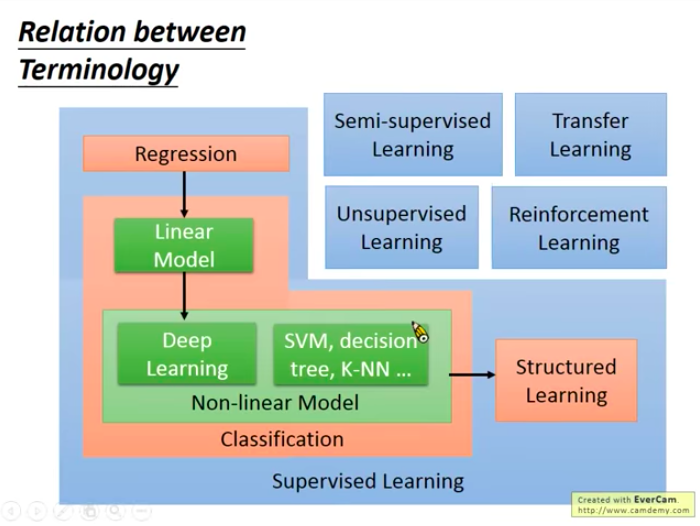 Relation between
Terminology
Semi-supervised
Learning
Transfer
Learning
Regression
Unsupervised
Learning
Reinforcement
Learning
Linear
Model
Deep
Learning
SVM, decision
tree, K-NN ...
Structured
Learning
Non-linear Model
Classification
Supervised Learning
Created with EverCam.
http://www.camdemy.com